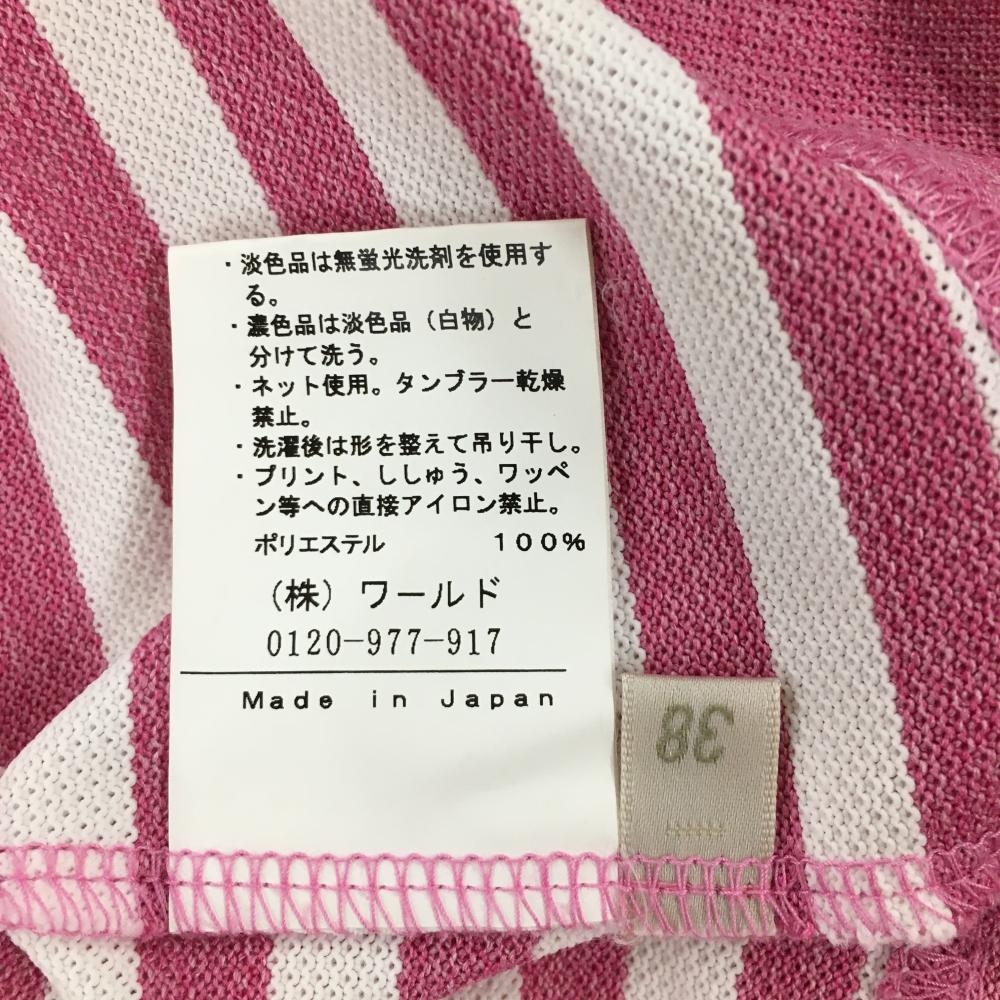 ・淡色品は無蛍光洗剤を使用す
る。
・濃色品は淡色品（白物）と
分けて洗う。
・ネット使用。タンブラー乾燥
禁止。
・洗濯後は形を整えて吊り干し。
・プリント、ししゅう、ワッペ
ン等への直接アイロン禁止。
ポリエステル 100%
（株）ワールド
0120-977-917
Made in Japan
38